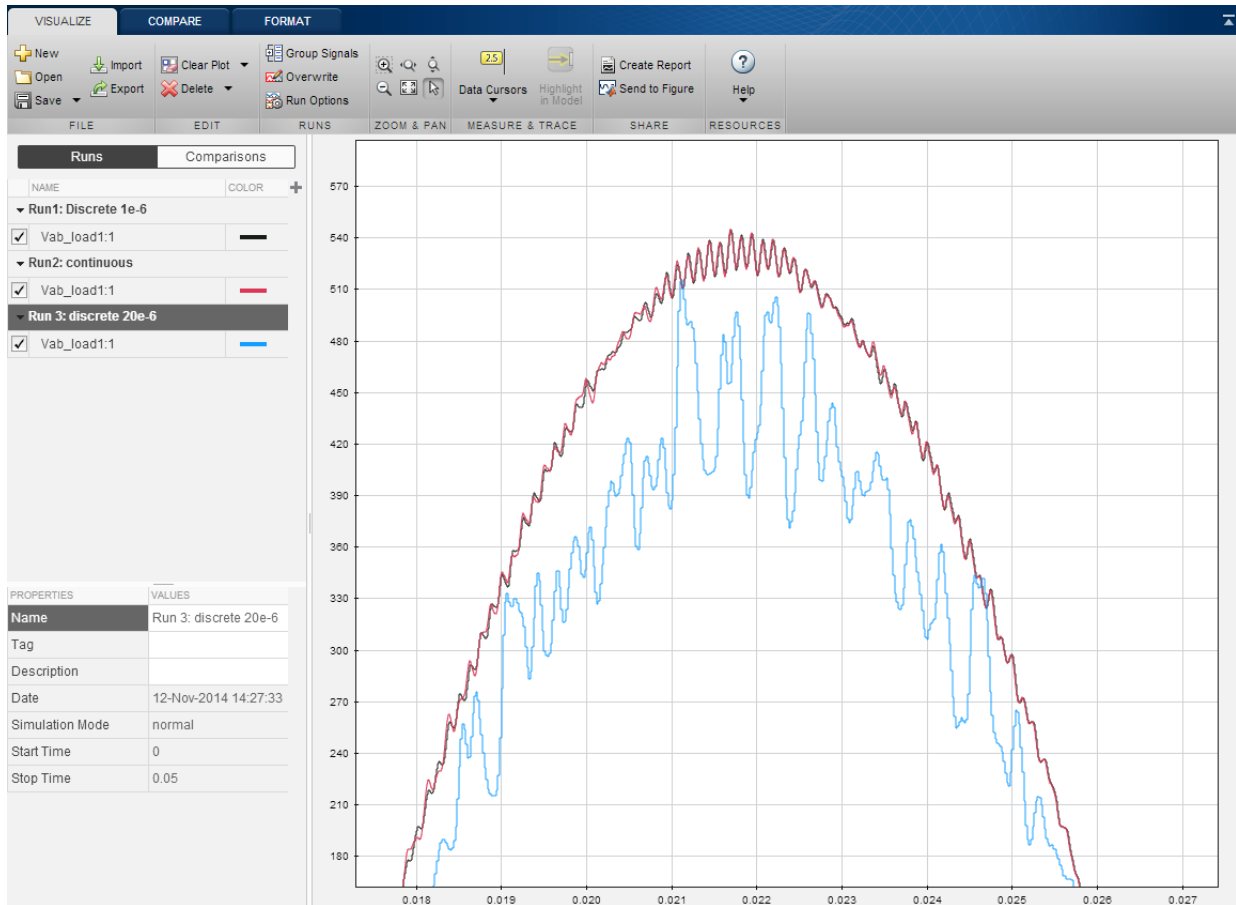 VISUALIZE COMPARE FORMAT
New
Open
Save
Import
Export
FILE
Clear Plot
Delete
EDIT
Group Signals
Overwrite
Run Options
RUNS
ZOOM & PAN
2.5
Data Cursors
Highlight
in Model
MEASURE & TRACE
Create Report
Send to Figure
SHARE
?
Help
RESOURCES
Runs Comparisons
NAME COLOR
Run1: Discrete 1e-6
Vab_load1:1
Run2: continuous
Vab_load1:1
Run 3: discrete 20e-6
Vab_load1:1
PROPERTIES VALUES
Name Run 3: discrete 20e-6
Tag
Description
Date 12-Nov-2014 14:27:33
Simulation Mode normal
Start Time 0
Stop Time 0.05
570
540
510
480
450
420
390
360
330
300
270
240
210
180
0.018 0.019 0.020 0.021 0.022 0.023 0.024 0.025 0.026 0.027